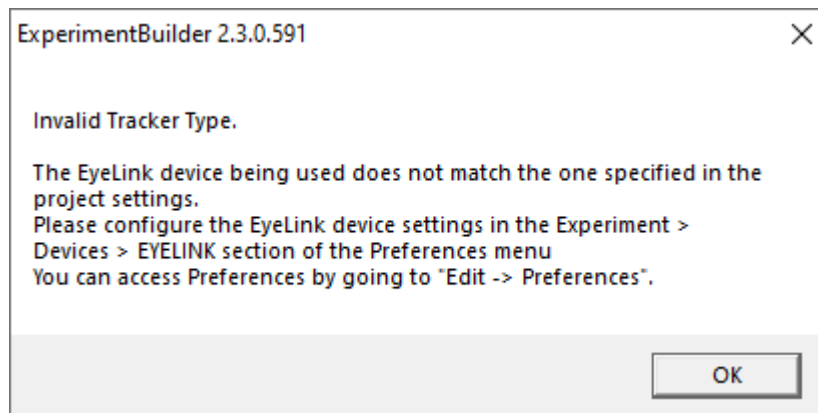 ExperimentBuilder 2.3.0.591
Invalid Tracker Type.
The EyeLink device being used does not match the one specified in the
project settings.
Please configure the EyeLink device settings in the Experiment >
Devices > EYELINK section of the Preferences menu
You can access Preferences by going to "Edit -> Preferences".
OK